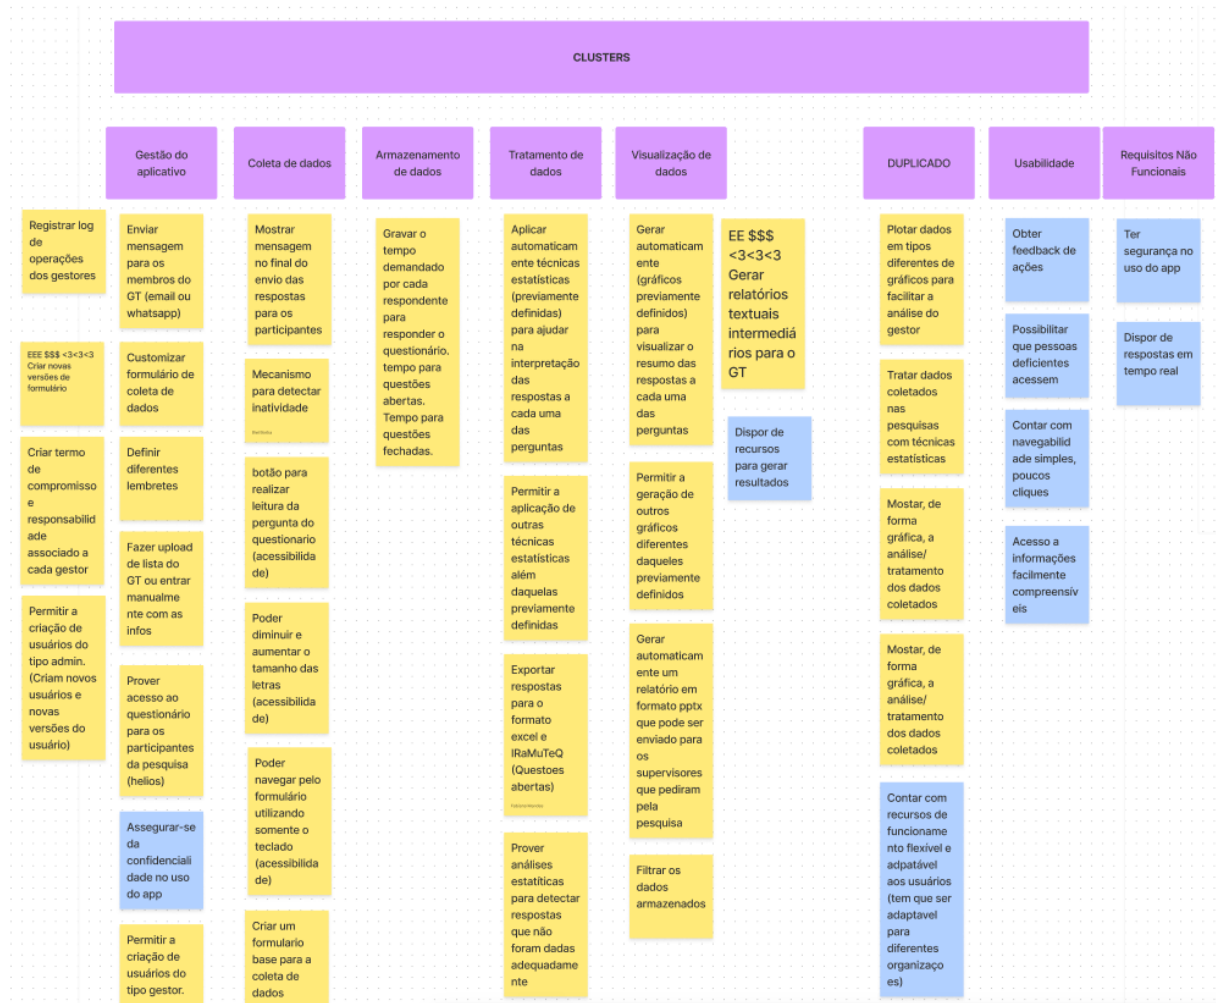 CLUSTERS
Gestão do
aplicativo
Registrar log
de
operações
dos gestores
EEE $$$ <3<3<3
Criar novas
versões de
formulário
Criar termo
de
compromisso
e
responsabilid
ade
associado a
cada gestor
Permitir a
criação de
usuários do
tipo admin.
(Criam novos
usuários e
novas
versões do
usuário)
Enviar
mensagem
para os
membros do
GT (email ou
whatsapp)
Customizar
formulário de
coleta de
dados
Definir
diferentes
lembretes
Fazer upload
de lista do
GT ou entrar
manualme
nte com as
infos
Prover
acesso ao
questionário
para os
participantes
da pesquisa
(helios)
Assegurar-se
da
confidenciali
dade no uso
do app
Permitir a
criação de
usuários do
tipo gestor.
Coleta de dados
Mostrar
mensagem
no final do
envio das
respostas
para os
participantes
Mecanismo
para detectar
inatividade
botão para
realizar
leitura da
pergunta do
questionario
(acessibilida
de)
Poder
diminuir e
aumentar o
tamanho das
letras
(acessibilida
de)
Poder
navegar pelo
formulário
utilizando
somente o
teclado
(acessibilida
de)
Criar um
formulario
base para a
coleta de
dados
Armazenamento
de dados
Gravar o
tempo
demandado
por cada
respondente
para
responder o
questionário.
tempo para
questões
abertas.
Tempo para
questões
fechadas.
Tratamento de
dados
Aplicar
automaticam
ente técnicas
estatísticas
(previamente
definidas)
para ajudar
na
interpretação
das
respostas a
cada uma
das
perguntas
Permitir a
aplicação de
outras
técnicas
estatísticas
além
daquelas
previamente
definidas
Exportar
respostas
para o
formato
excel e
IRaMuTeQ
(Questoes
abertas)
Prover
análises
estatíticas
para detectar
respostas
que não
foram dadas
adequadame
nte
Visualização de
dados
Gerar
automaticam
ente
(gráficos
previamente
definidos)
para
visualizar o
resumo das
respostas a
cada uma
das
perguntas
Permitir a
geração de
outros
gráficos
diferentes
daqueles
previamente
definidos
Gerar
automaticam
ente um
relatório em
formato pptx
que pode ser
enviado para
os
supervisores
que pediram
pela
pesquisa
Filtrar os
dados
armazenados
EE $$$
<3<3<3
Gerar
relatórios
textuais
intermediá
rios para o
GT
Dispor de
recursos
para gerar
resultados
DUPLICADO
Plotar dados
em tipos
diferentes de
gráficos para
facilitar a
análise do
gestor
Tratar dados
coletados
nas
pesquisas
com técnicas
estatísticas
Mostar, de
forma
gráfica, a
análise/
tratamento
dos dados
coletados
Mostar, de
forma
gráfica, a
análise/
tratamento
dos dados
coletados
Contar com
recursos de
funcioname
nto flexível e
adpatável
aos usuários
(tem que ser
adaptavel
para
diferentes
organizaço
es)
Usabilidade
Obter
feedback de
ações
Possibilitar
que pessoas
deficientes
acessem
Contar com
navegabilid
ade simples,
poucos
cliques
Acesso a
informações
facilmente
compreensív
eis
Requisitos Não
Funcionais
Ter
segurança no
uso do app
Dispor de
respostas em
tempo real